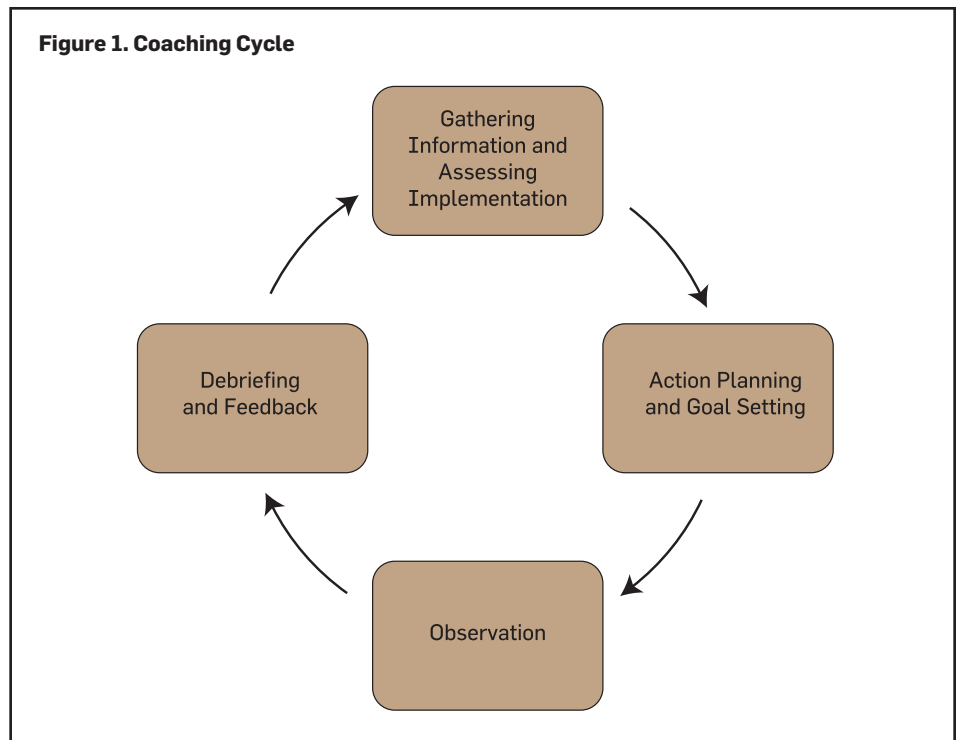 Figure 1. Coaching Cycle
Gathering
Information and
Assessing
Implementation
Action Planning
and Goal Setting
Observation
Debriefing
and Feedback